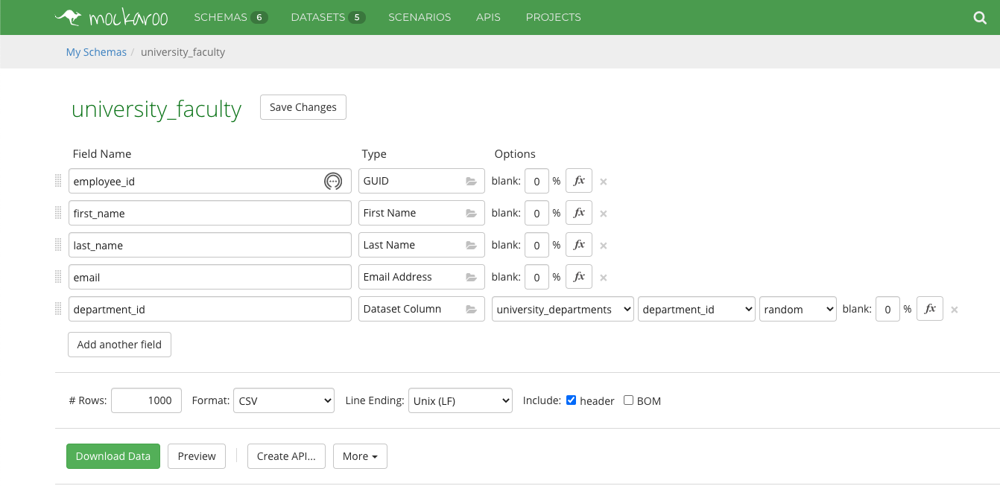 mockaroo SCHEMAS 6 DATASETS 5 SCENARIOS APIS PROJECTS
My Schemas / university_faculty
university_faculty Save Changes
Field Name Type Options
employee_id GUID blank: 0 % fx ×
first_name First Name blank: 0 % fx ×
last_name Last Name blank: 0 % fx ×
email Email Address blank: 0 % fx ×
department_id Dataset Column university_departments department_id random blank: 0 % fx ×
Add another field
# Rows: 1000 Format: CSV Line Ending: Unix (LF) Include: header BOM
Download Data Preview Create API... More